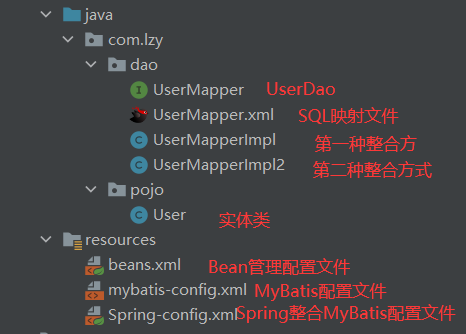 java
com.lzy
dao
UserMapper UserDao
UserMapper.xml SQL映射文件
UserMapperImpl 第一种整合方
UserMapperImpl2 第二种整合方式
pojo
User 实体类
resources
beans.xml Bean管理配置文件
mybatis-config.xml MyBatis配置文件
Spring-config.xml Spring整合MyBatis配置文件